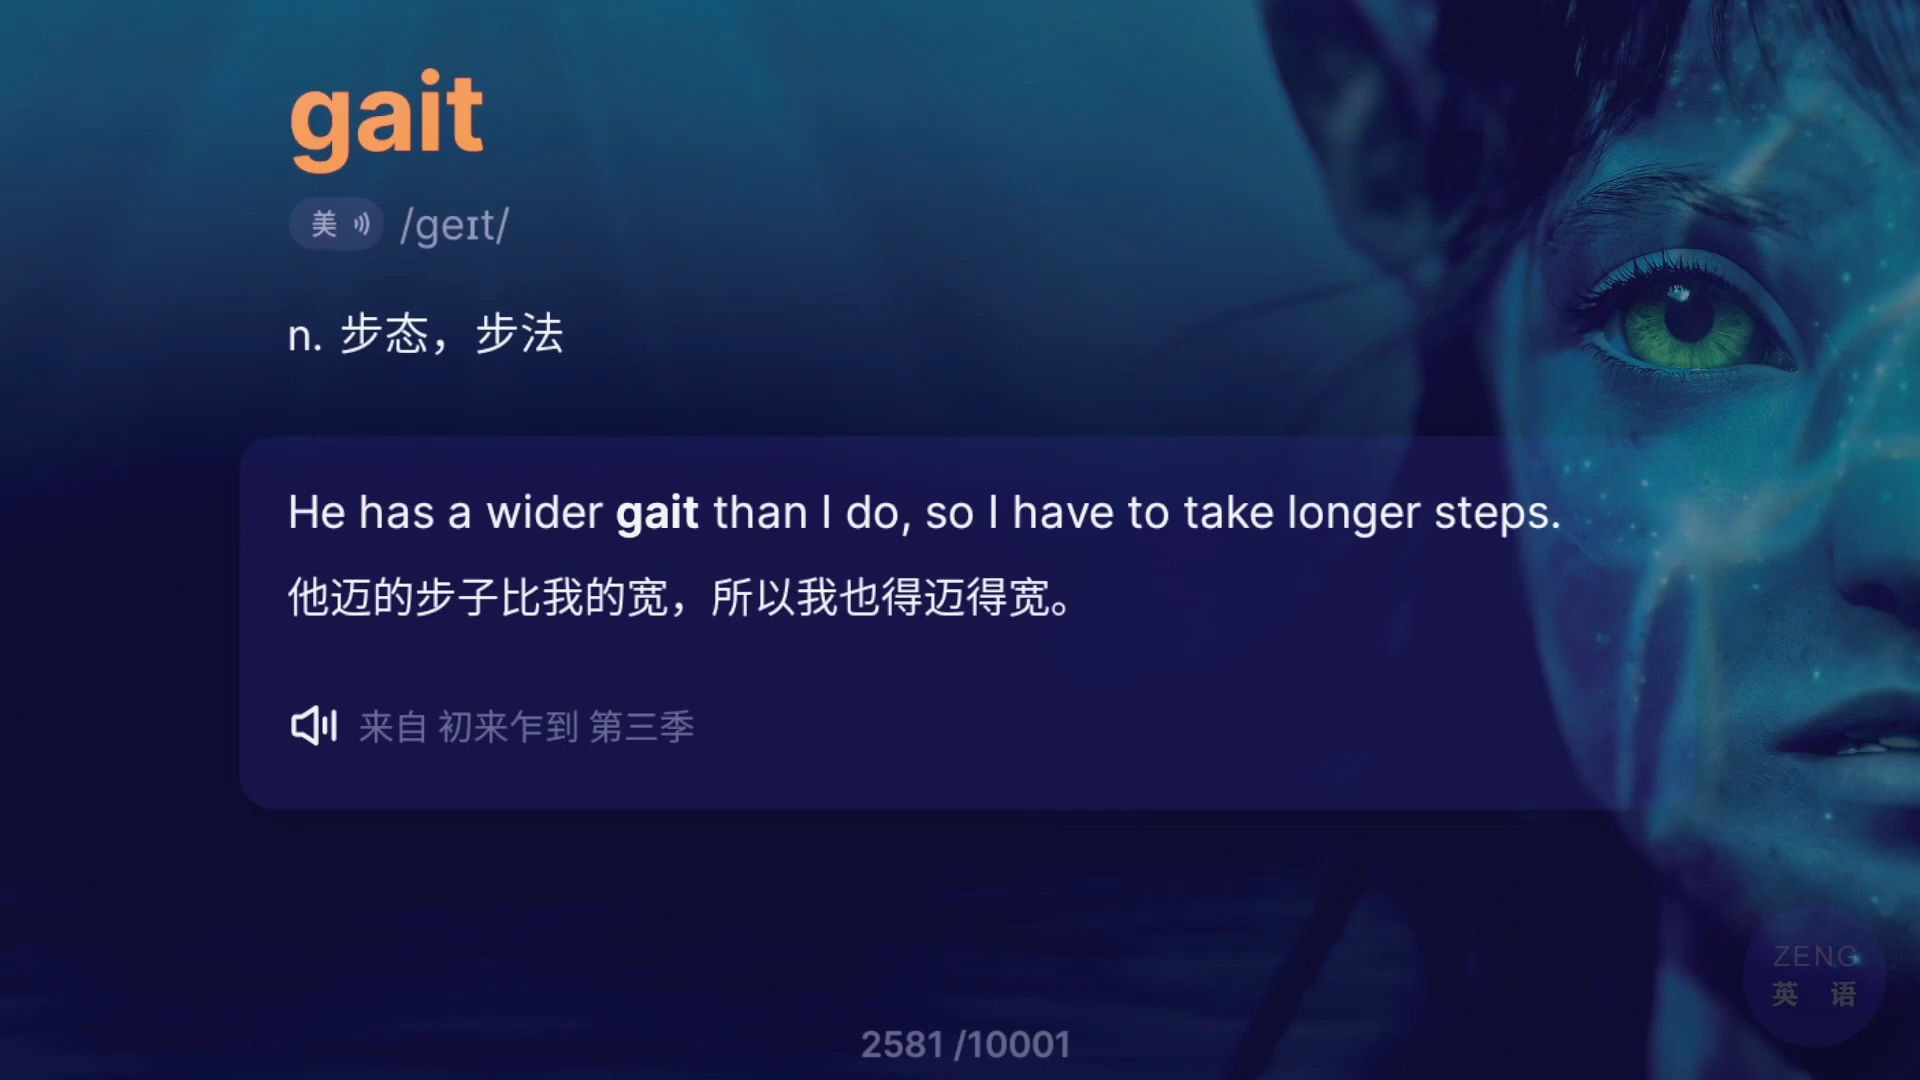 gait
美 /geɪt/
n. 步态，步法
He has a wider gait than I do, so I have to take longer steps.
他迈的步子比我的宽，所以我也得迈得宽。
来自 初来乍到 第三季
ZENG
英 语
2581 /10001